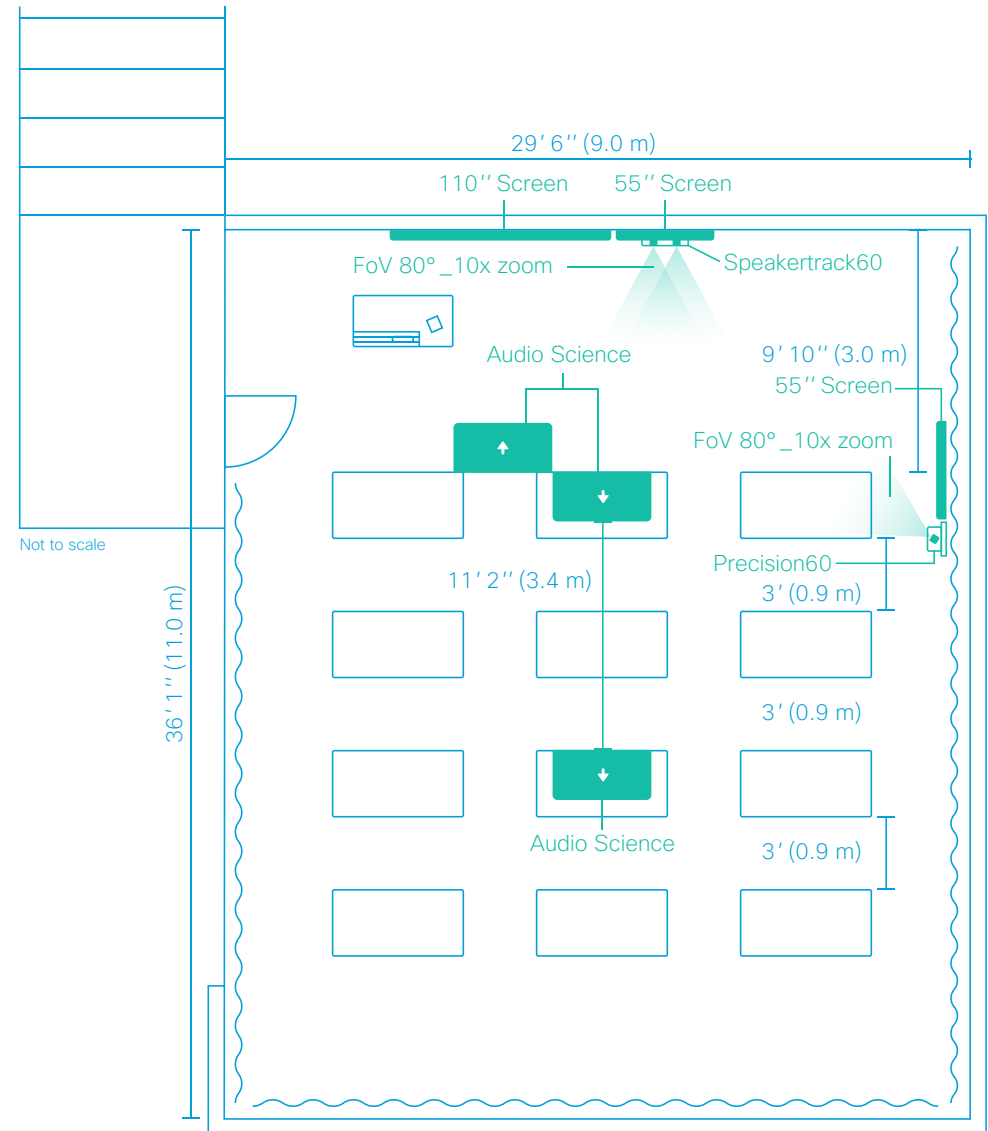 29' 6'' (9.0 m)
110'' Screen
55'' Screen
FoV 80°_10x zoom
Speakertrack60
Audio Science
9' 10'' (3.0 m)
55'' Screen
FoV 80°_10x zoom
Not to scale
Precision60
11' 2'' (3.4 m)
3' (0.9 m)
36' 1'' (11.0 m)
3' (0.9 m)
Audio Science
3' (0.9 m)